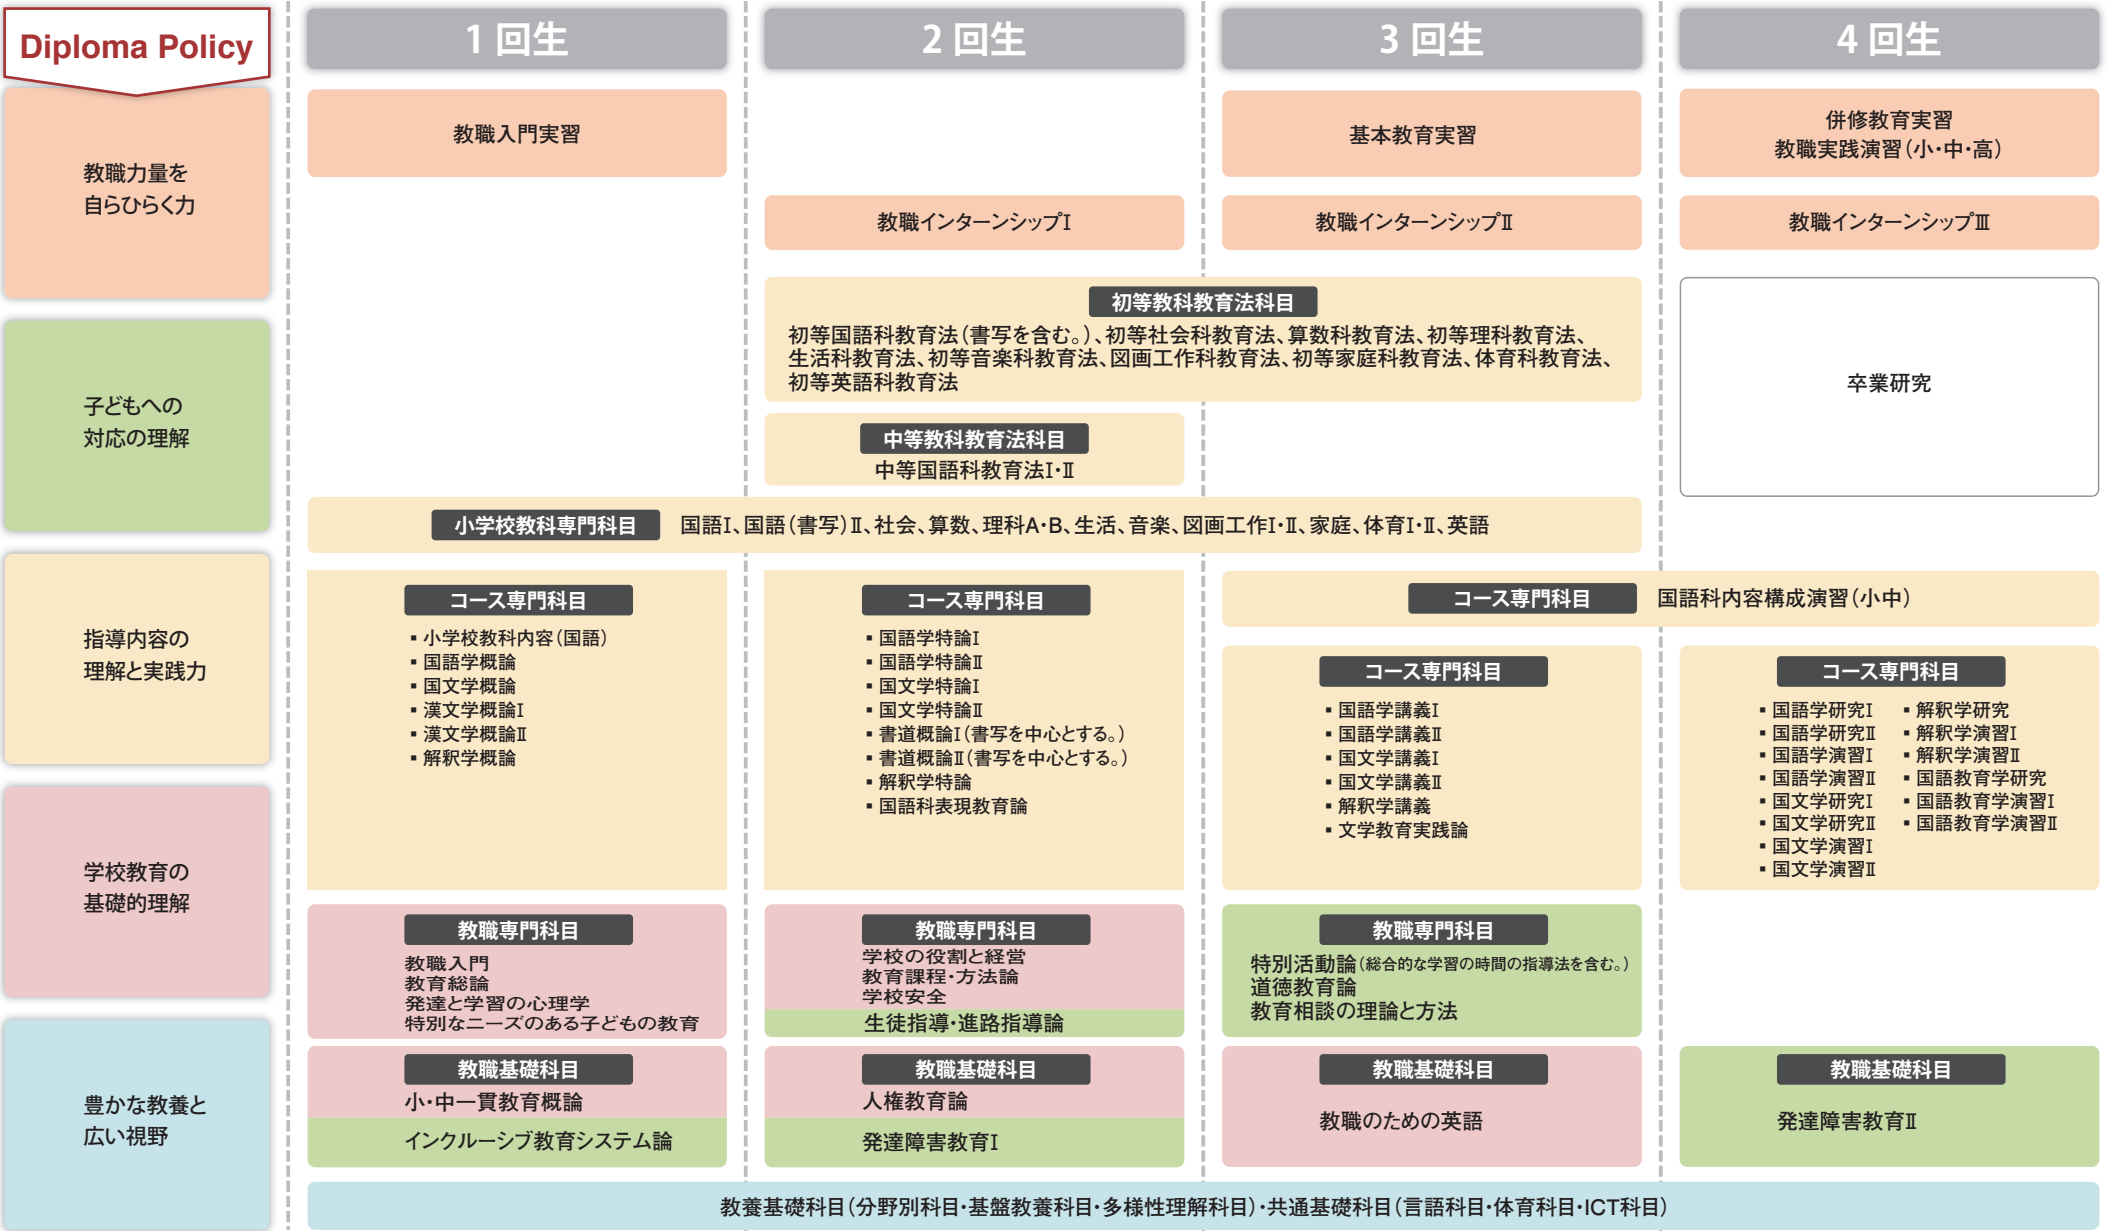 Diploma Policy
1 回生
2 回生
3 回生
4 回生
教職力量を
自らひらく力
子どもへの
対応の理解
指導内容の
理解と実践力
学校教育の
基礎的理解
豊かな教養と
広い視野
教職入門実習
基本教育実習
併修教育実習
教職実践演習(小・中・高)
教職インターンシップⅠ
教職インターンシップⅡ
教職インターンシップⅢ
初等教科教育法科目
初等国語科教育法(書写を含む。)、初等社会科教育法、算数科教育法、初等理科教育法、
生活科教育法、初等音楽科教育法、図画工作科教育法、初等家庭科教育法、体育科教育法、
初等英語科教育法
卒業研究
中等教科教育法科目
中等国語科教育法Ⅰ・Ⅱ
小学校教科専門科目 国語Ⅰ、国語(書写)Ⅱ、社会、算数、理科A・B、生活、音楽、図画工作Ⅰ・Ⅱ、家庭、体育Ⅰ・Ⅱ、英語
コース専門科目
▪ 小学校教科内容(国語)
▪ 国語学概論
▪ 国文学概論
▪ 漢文学概論Ⅰ
▪ 漢文学概論Ⅱ
▪ 解釈学概論
コース専門科目
▪ 国語学特論Ⅰ
▪ 国語学特論Ⅱ
▪ 国文学特論Ⅰ
▪ 国文学特論Ⅱ
▪ 書道概論Ⅰ(書写を中心とする。)
▪ 書道概論Ⅱ(書写を中心とする。)
▪ 解釈学特論
▪ 国語科表現教育論
コース専門科目 国語科内容構成演習(小中)
コース専門科目
▪ 国語学講義Ⅰ
▪ 国語学講義Ⅱ
▪ 国文学講義Ⅰ
▪ 国文学講義Ⅱ
▪ 解釈学講義
▪ 文学教育実践論
コース専門科目
▪ 国語学研究Ⅰ
▪ 国語学研究Ⅱ
▪ 国語学演習Ⅰ
▪ 国語学演習Ⅱ
▪ 国文学研究Ⅰ
▪ 国文学研究Ⅱ
▪ 国文学演習Ⅰ
▪ 国文学演習Ⅱ
▪ 解釈学研究
▪ 解釈学演習Ⅰ
▪ 解釈学演習Ⅱ
▪ 国語教育学研究
▪ 国語教育学演習Ⅰ
▪ 国語教育学演習Ⅱ
教職専門科目
教職入門
教育総論
発達と学習の心理学
特別なニーズのある子どもの教育
教職専門科目
学校の役割と経営
教育課程・方法論
学校安全
生徒指導・進路指導論
教職専門科目
特別活動論(総合的な学習の時間の指導法を含む。)
道徳教育論
教育相談の理論と方法
教職基礎科目
小・中一貫教育概論
インクルーシブ教育システム論
教職基礎科目
人権教育論
発達障害教育Ⅰ
教職基礎科目
教職のための英語
教職基礎科目
発達障害教育Ⅱ
教養基礎科目(分野別科目・基盤教養科目・多様性理解科目)・共通基礎科目(言語科目・体育科目・ICT科目)